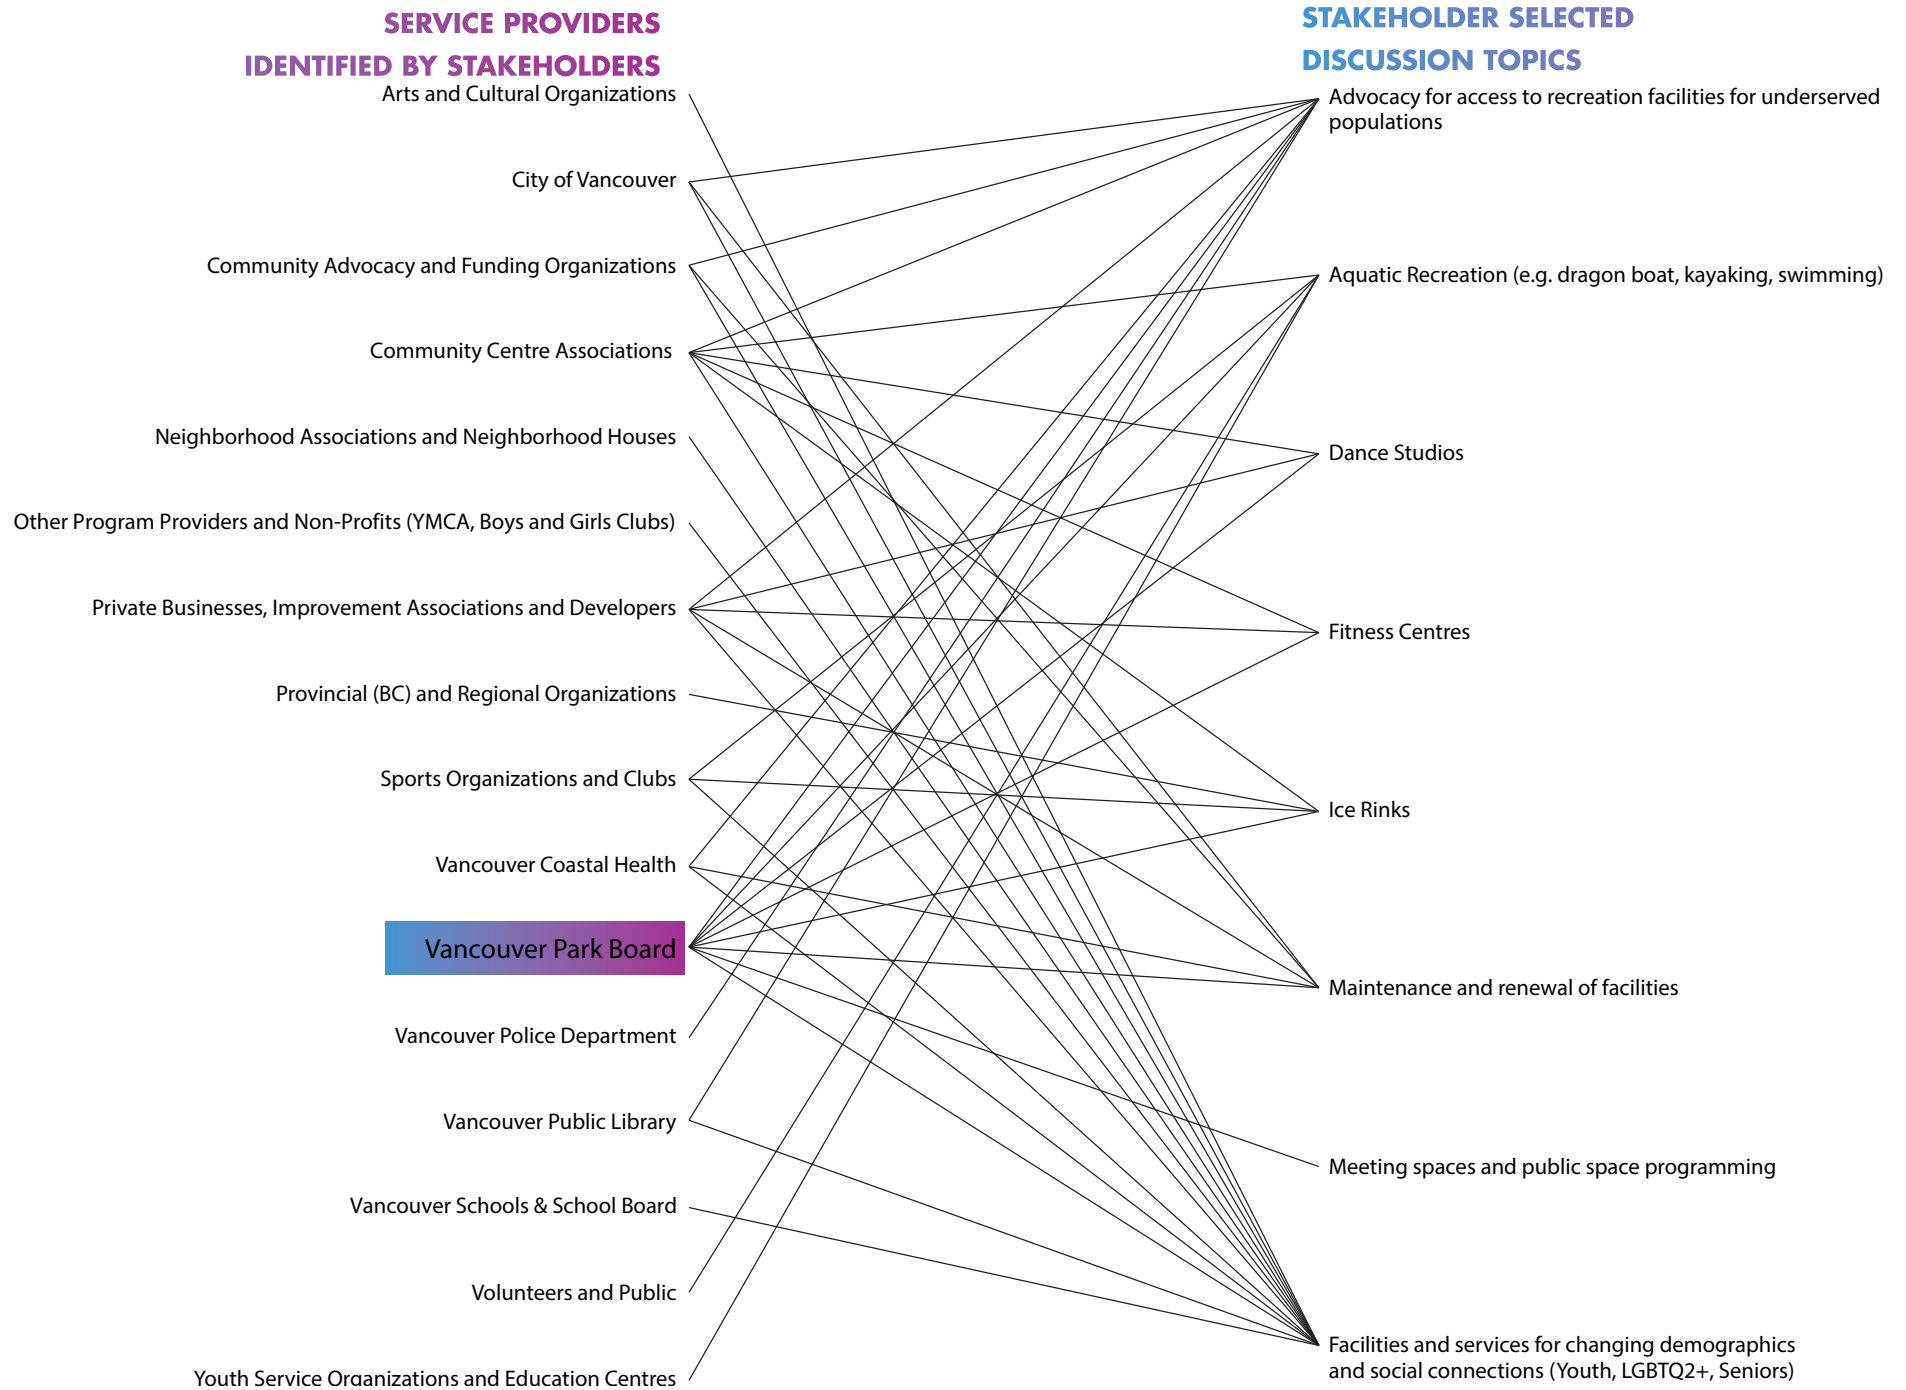 SERVICE PROVIDERS
IDENTIFIED BY STAKEHOLDERS
Arts and Cultural Organizations
City of Vancouver
Community Advocacy and Funding Organizations
Community Centre Associations
Neighborhood Associations and Neighborhood Houses
Other Program Providers and Non-Profits (YMCA, Boys and Girls Clubs)
Private Businesses, Improvement Associations and Developers
Provincial (BC) and Regional Organizations
Sports Organizations and Clubs
Vancouver Coastal Health
Vancouver Park Board
Vancouver Police Department
Vancouver Public Library
Vancouver Schools & School Board
Volunteers and Public
Youth Service Organizations and Education Centres
STAKEHOLDER SELECTED
DISCUSSION TOPICS
Advocacy for access to recreation facilities for underserved
populations
Aquatic Recreation (e.g. dragon boat, kayaking, swimming)
Dance Studios
Fitness Centres
Ice Rinks
Maintenance and renewal of facilities
Meeting spaces and public space programming
Facilities and services for changing demographics
and social connections (Youth, LGBTQ2+, Seniors)